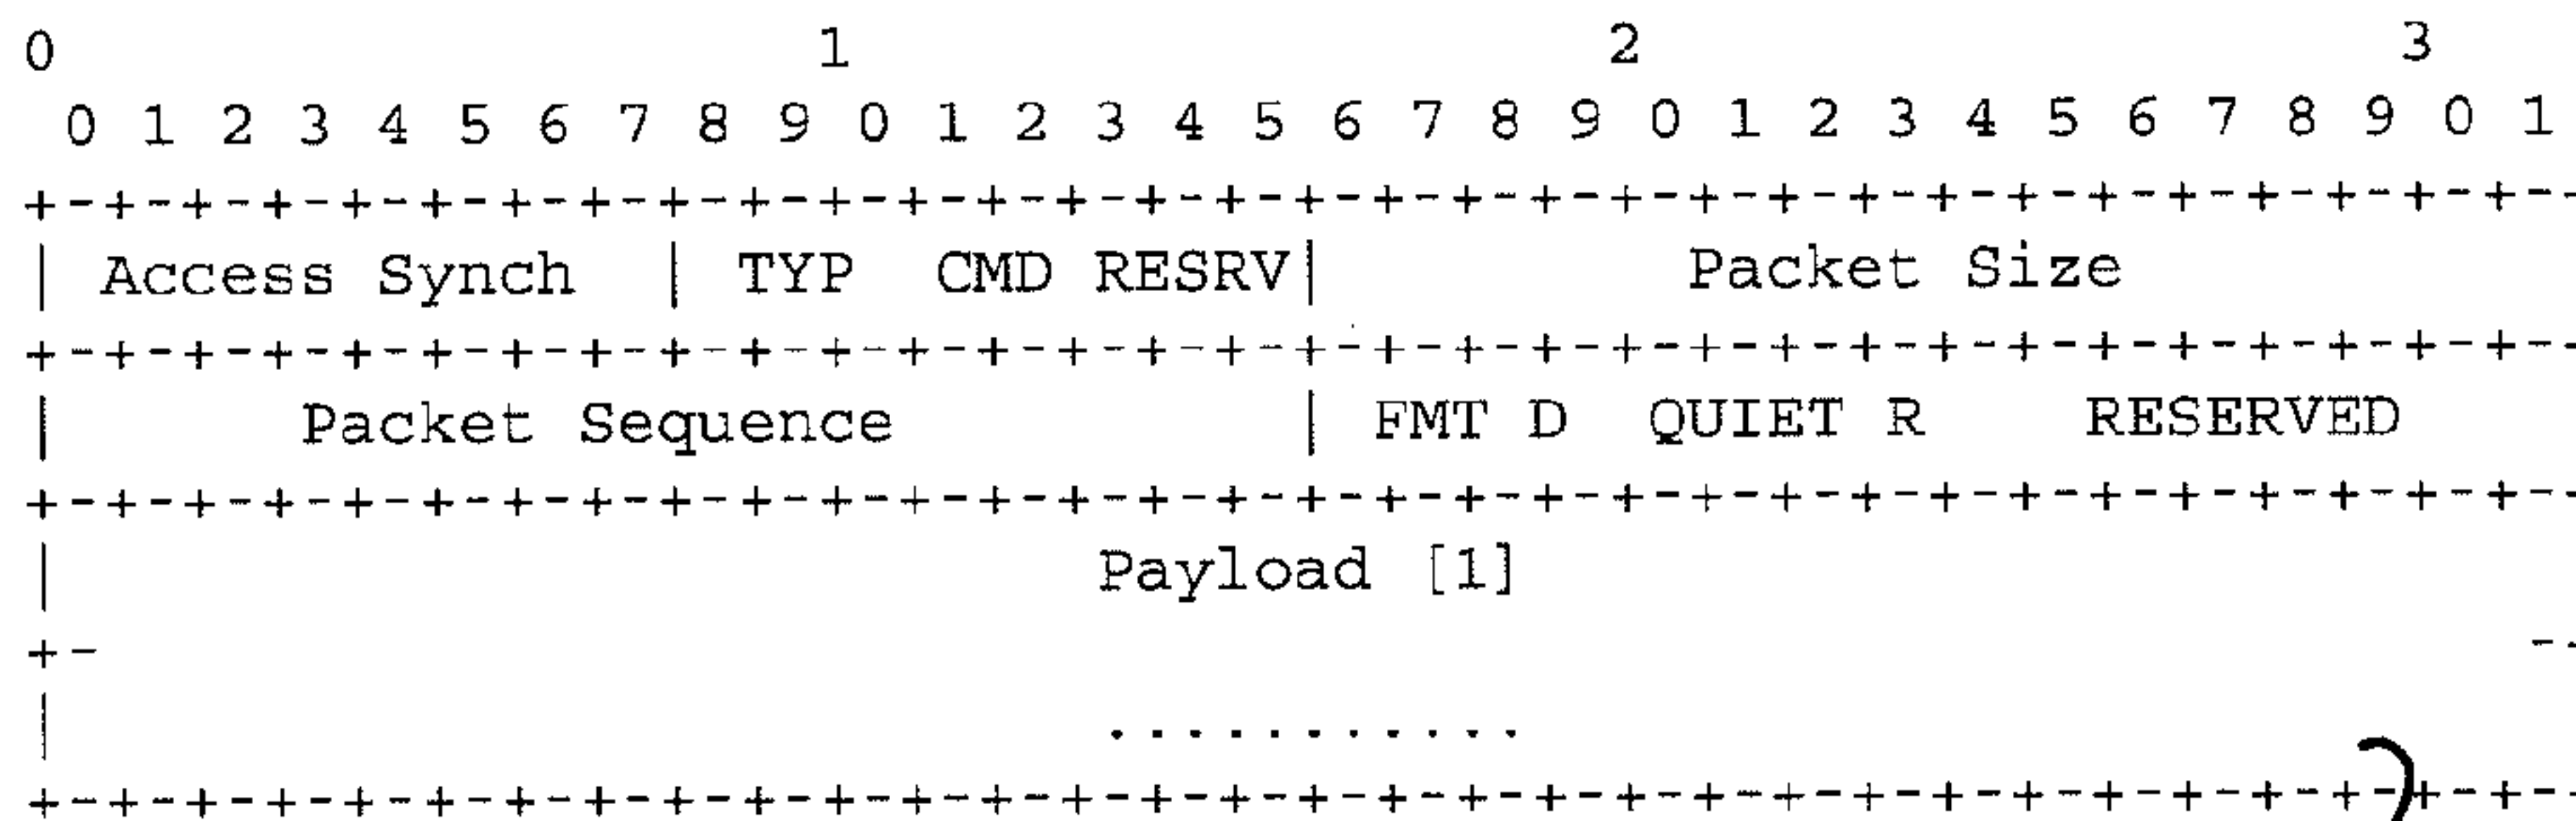 0                   1                   2                   3
 0 1 2 3 4 5 6 7 8 9 0 1 2 3 4 5 6 7 8 9 0 1 2 3 4 5 6 7 8 9 0 1
+-+-+-+-+-+-+-+-+-+-+-+-+-+-+-+-+-+-+-+-+-+-+-+-+-+-+-+-+-+-+-+-
| Access Synch  | TYP  CMD RESRV|         Packet Size
+-+-+-+-+-+-+-+-+-+-+-+-+-+-+-+-+-+-+-+-+-+-+-+-+-+-+-+-+-+-+-+-
|      Packet Sequence          | FMT D  QUIET R    RESERVED
+-+-+-+-+-+-+-+-+-+-+-+-+-+-+-+-+-+-+-+-+-+-+-+-+-+-+-+-+-+-+-+-
|                          Payload [1]
+-                                                             --
|                          ...........
+-+-+-+-+-+-+-+-+-+-+-+-+-+-+-+-+-+-+-+-+-+-+-+-+-+-+-+-+-+-+-+-